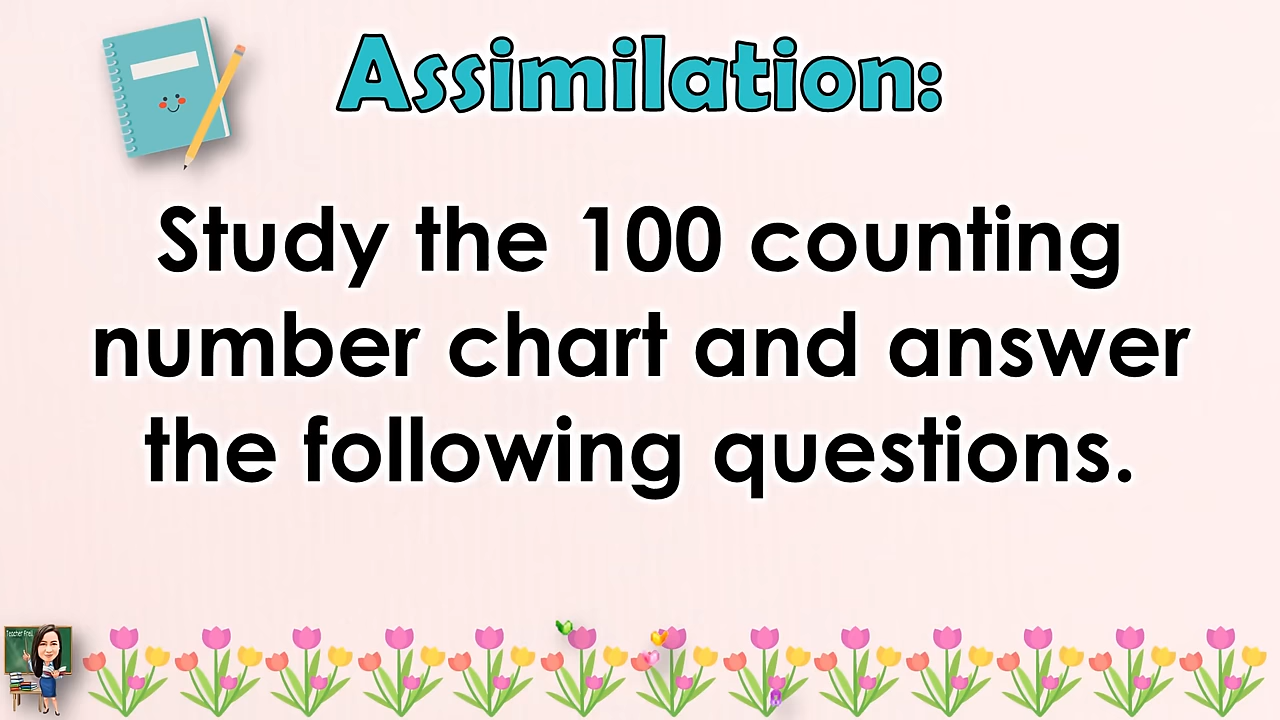 Assimilation:
Study the 100 counting
number chart and answer
the following questions.